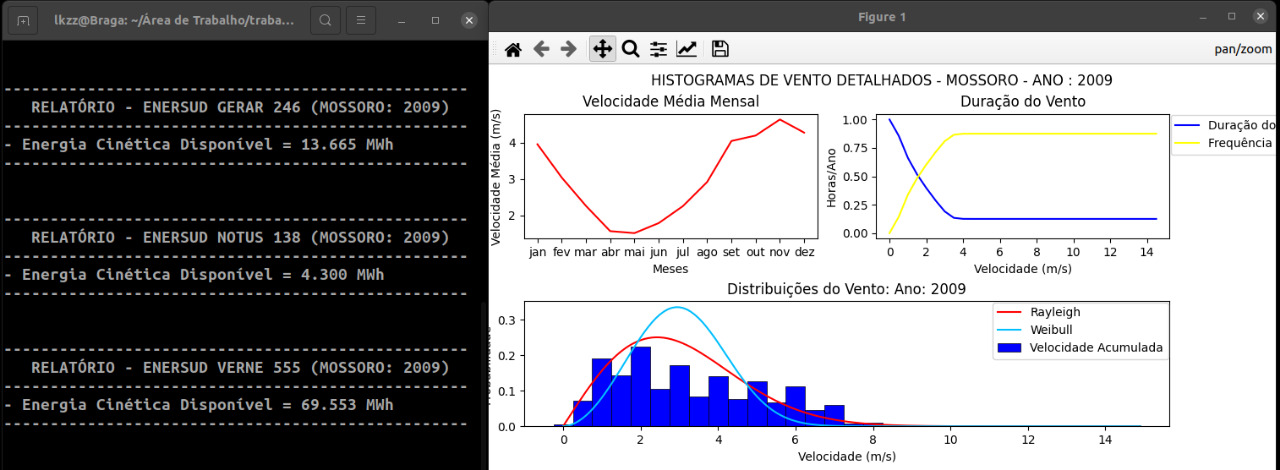 lkzz@Braga: ~/Área de Trabalho/traba...
--------------------------------------------------
RELATÓRIO - ENERSUD GERAR 246 (MOSSORO: 2009)
--------------------------------------------------
- Energia Cinética Disponível = 13.665 MWh
--------------------------------------------------
--------------------------------------------------
RELATÓRIO - ENERSUD NOTUS 138 (MOSSORO: 2009)
--------------------------------------------------
- Energia Cinética Disponível = 4.300 MWh
--------------------------------------------------
--------------------------------------------------
RELATÓRIO - ENERSUD VERNE 555 (MOSSORO: 2009)
--------------------------------------------------
- Energia Cinética Disponível = 69.553 MWh
--------------------------------------------------
Figure 1
pan/zoom
HISTOGRAMAS DE VENTO DETALHADOS - MOSSORO - ANO : 2009
Velocidade Média Mensal
Velocidade Média (m/s)
4
3
2
jan fev mar abr mai jun jul ago set out nov dez
Meses
Duração do Vento
Horas/Ano
1.00
0.75
0.50
0.25
0.00
0 2 4 6 8 10 12 14
Velocidade (m/s)
Duração do
Frequência
Distribuições do Vento: Ano: 2009
0.3
0.2
0.1
0.0
0 2 4 6 8 10 12 14
Velocidade (m/s)
Rayleigh
Weibull
Velocidade Acumulada